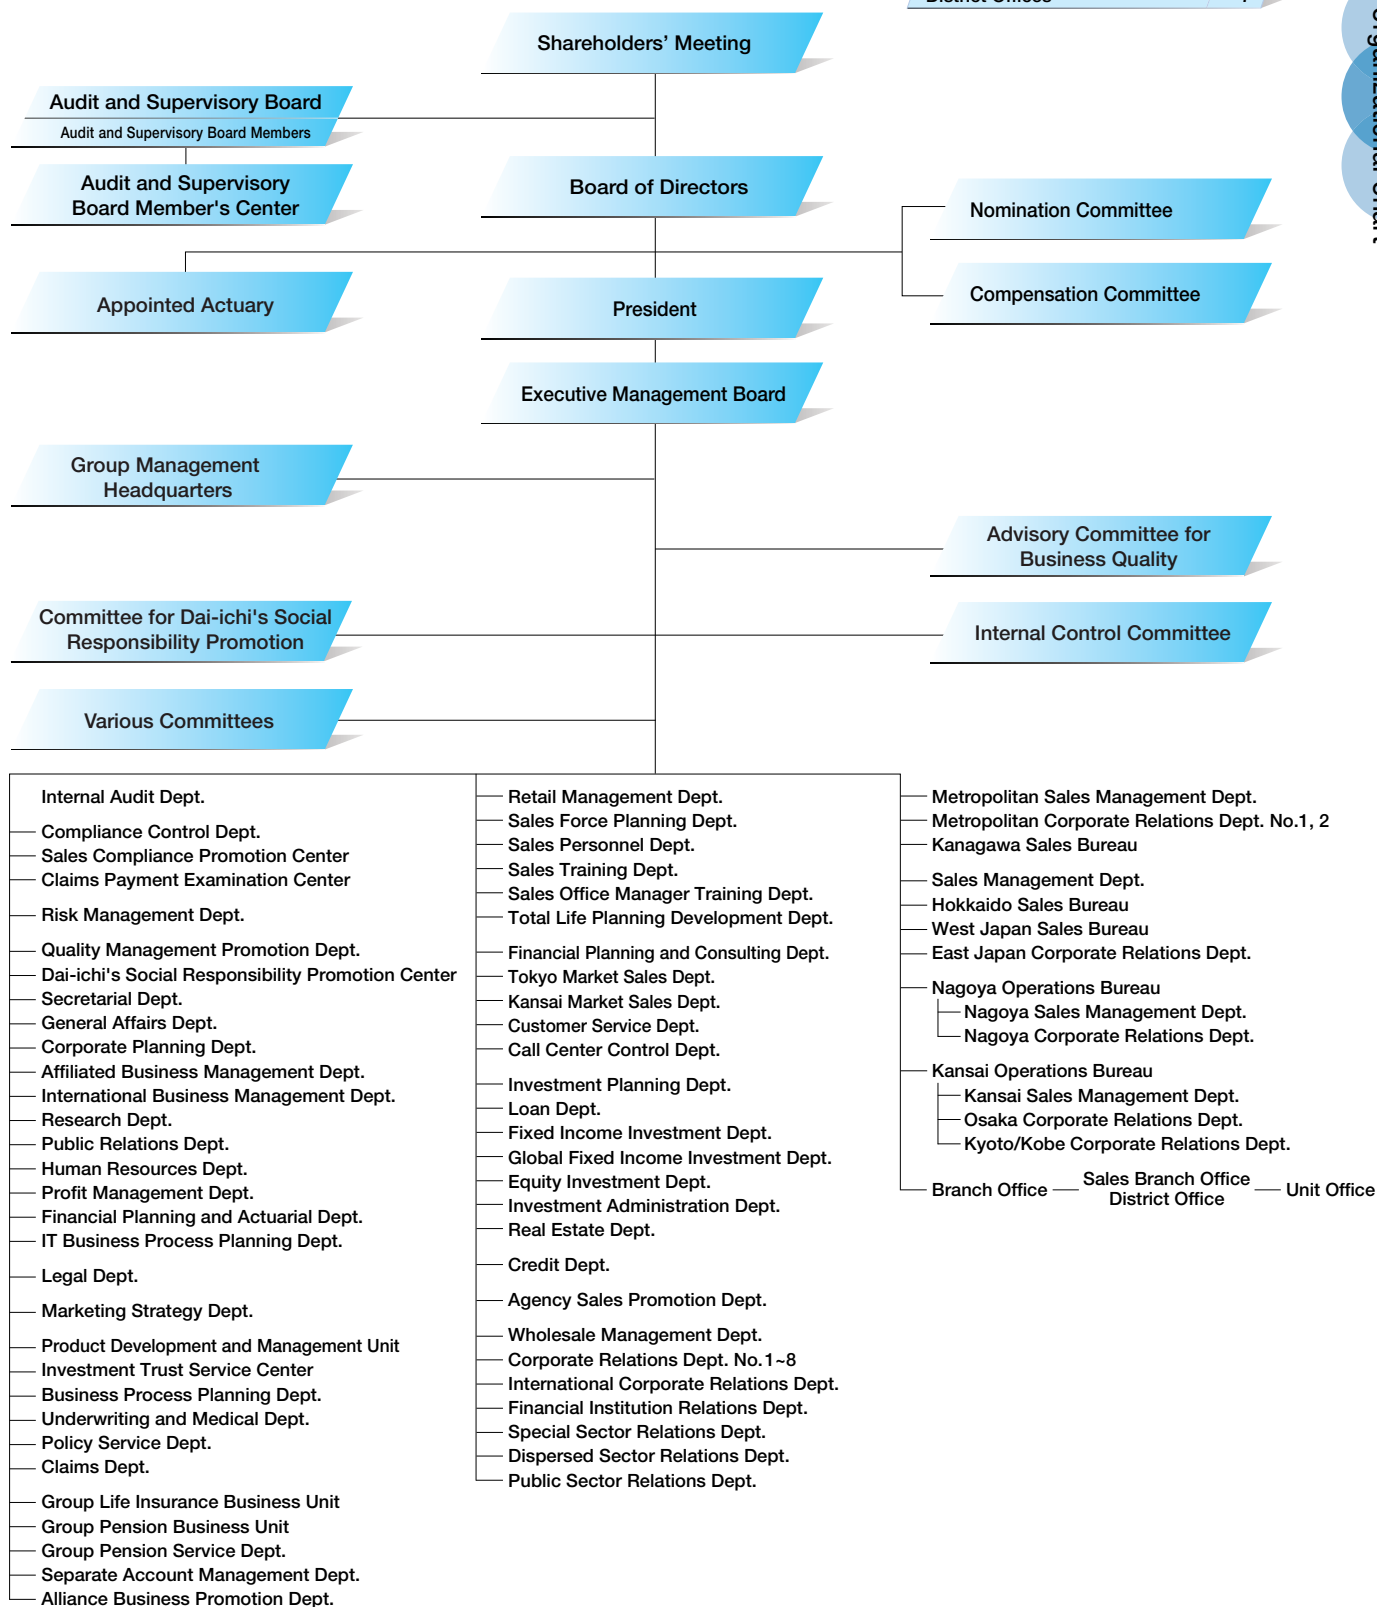 District Offices
Organizational Chart
Shareholders' Meeting
Audit and Supervisory Board
Audit and Supervisory Board Members
Audit and Supervisory
Board Member's Center
Board of Directors
Nomination Committee
Compensation Committee
Appointed Actuary
President
Executive Management Board
Group Management
Headquarters
Advisory Committee for
Business Quality
Committee for Dai-ichi's Social
Responsibility Promotion
Internal Control Committee
Various Committees
Internal Audit Dept.
Compliance Control Dept.
Sales Compliance Promotion Center
Claims Payment Examination Center
Risk Management Dept.
Quality Management Promotion Dept.
Dai-ichi's Social Responsibility Promotion Center
Secretarial Dept.
General Affairs Dept.
Corporate Planning Dept.
Affiliated Business Management Dept.
International Business Management Dept.
Research Dept.
Public Relations Dept.
Human Resources Dept.
Profit Management Dept.
Financial Planning and Actuarial Dept.
IT Business Process Planning Dept.
Legal Dept.
Marketing Strategy Dept.
Product Development and Management Unit
Investment Trust Service Center
Business Process Planning Dept.
Underwriting and Medical Dept.
Policy Service Dept.
Claims Dept.
Group Life Insurance Business Unit
Group Pension Business Unit
Group Pension Service Dept.
Separate Account Management Dept.
Alliance Business Promotion Dept.
Retail Management Dept.
Sales Force Planning Dept.
Sales Personnel Dept.
Sales Training Dept.
Sales Office Manager Training Dept.
Total Life Planning Development Dept.
Financial Planning and Consulting Dept.
Tokyo Market Sales Dept.
Kansai Market Sales Dept.
Customer Service Dept.
Call Center Control Dept.
Investment Planning Dept.
Loan Dept.
Fixed Income Investment Dept.
Global Fixed Income Investment Dept.
Equity Investment Dept.
Investment Administration Dept.
Real Estate Dept.
Credit Dept.
Agency Sales Promotion Dept.
Wholesale Management Dept.
Corporate Relations Dept. No.1~8
International Corporate Relations Dept.
Financial Institution Relations Dept.
Special Sector Relations Dept.
Dispersed Sector Relations Dept.
Public Sector Relations Dept.
Metropolitan Sales Management Dept.
Metropolitan Corporate Relations Dept. No.1, 2
Kanagawa Sales Bureau
Sales Management Dept.
Hokkaido Sales Bureau
West Japan Sales Bureau
East Japan Corporate Relations Dept.
Nagoya Operations Bureau
Nagoya Sales Management Dept.
Nagoya Corporate Relations Dept.
Kansai Operations Bureau
Kansai Sales Management Dept.
Osaka Corporate Relations Dept.
Kyoto/Kobe Corporate Relations Dept.
Branch Office
Sales Branch Office
District Office
Unit Office